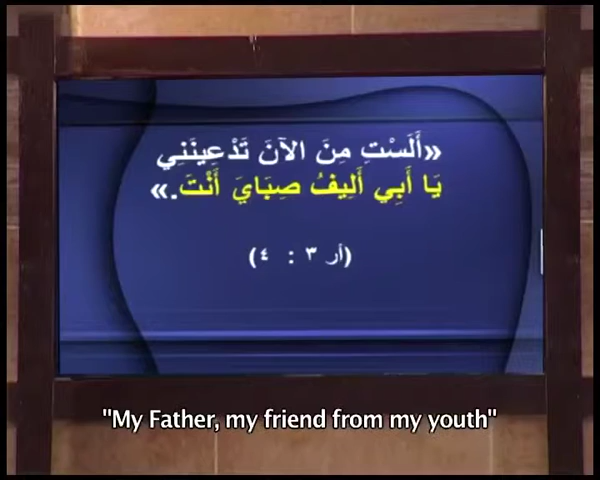 «أَلَسْتِ مِنَ الآنَ تَدْعِينَنِي
يَا أَبِي أَلِيفُ صِبَايَ أَنْتَ.»
(أر ٣ : ٤)
"My Father, my friend from my youth"